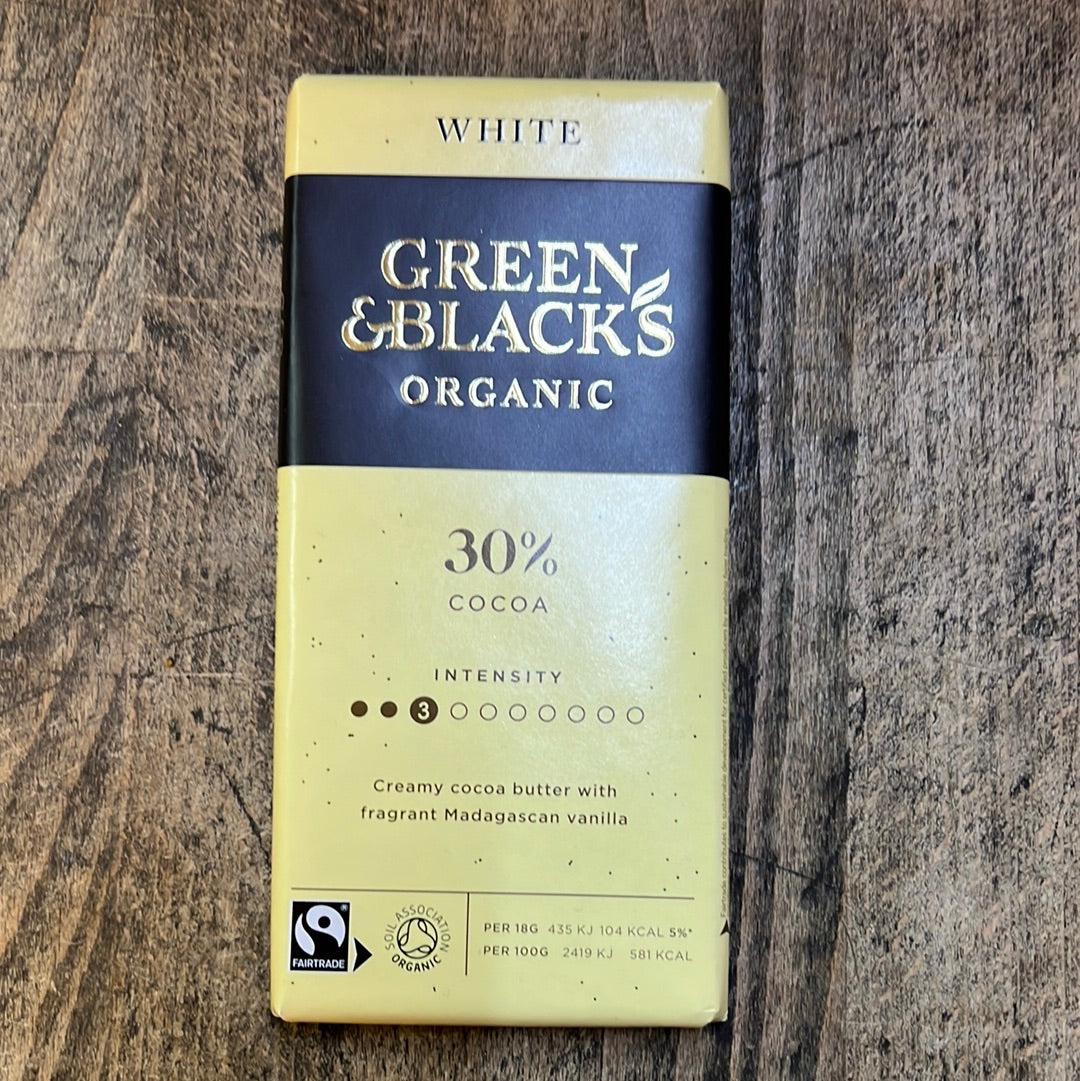 WHITE
GREEN
&BLACK'S
ORGANIC
30%
COCOA
INTENSITY
3
Creamy cocoa butter with
fragrant Madagascan vanilla
FAIRTRADE
®
SOIL ASSOCIATION
ORGANIC
PER 18G 435 KJ 104 KCAL 5%*
PER 100G 2419 KJ 581 KCAL